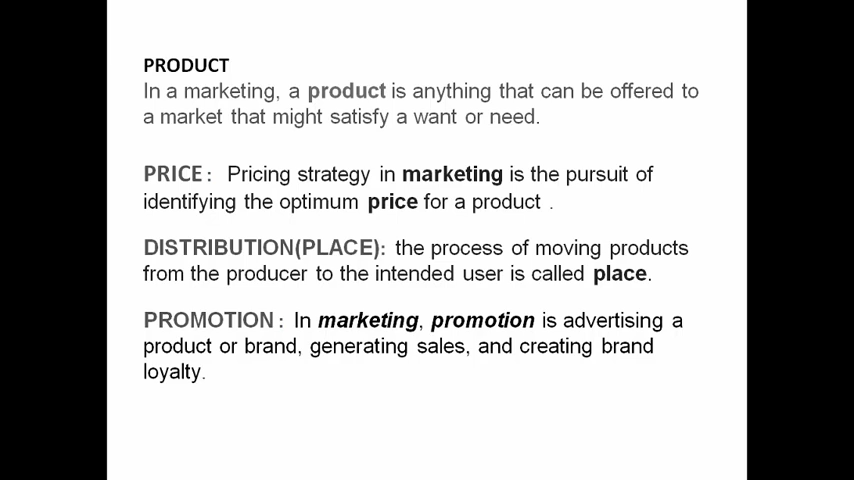 PRODUCT
In a marketing, a product is anything that can be offered to
a market that might satisfy a want or need.
PRICE : Pricing strategy in marketing is the pursuit of
identifying the optimum price for a product .
DISTRIBUTION(PLACE): the process of moving products
from the producer to the intended user is called place.
PROMOTION : In marketing, promotion is advertising a
product or brand, generating sales, and creating brand
loyalty.